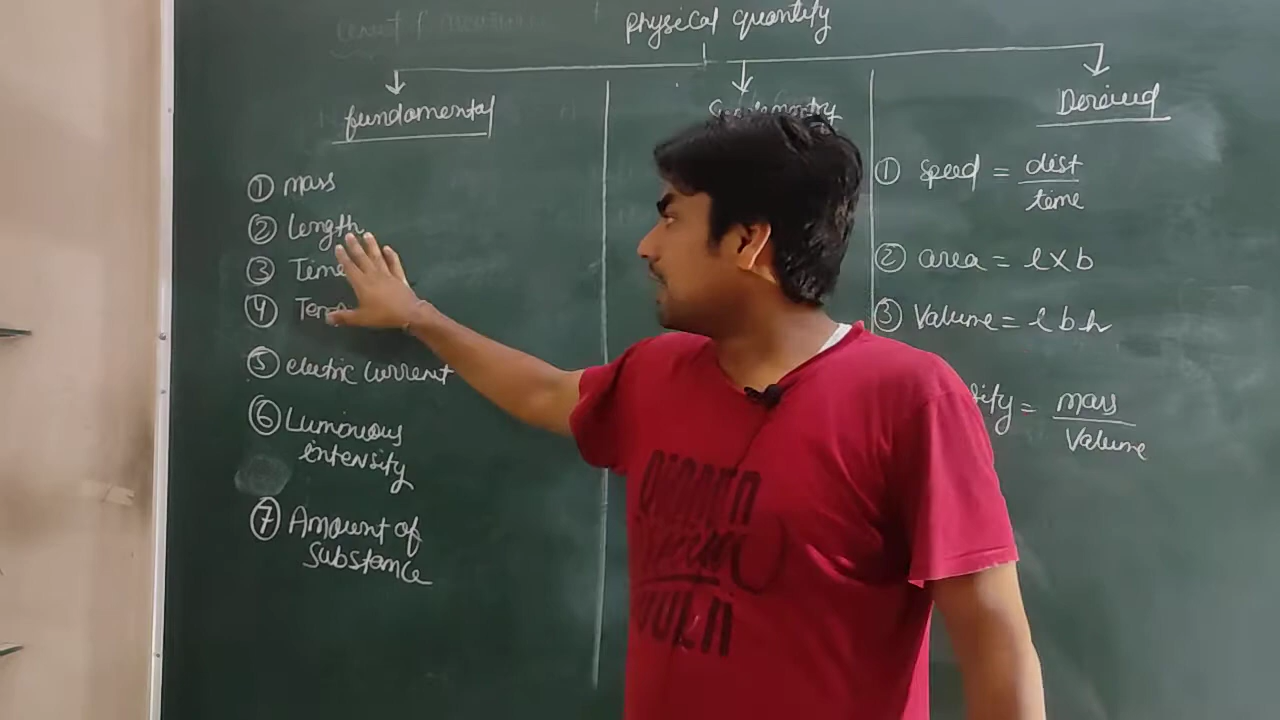 Physical quantity
fundamental
Derived
① mass
② Length
③ Time
④
⑤ electric current
⑥ Luminous
intensity
⑦ Amount of
substance
① speed = dist
time
② area = l x b
③ Volume = l b h
= mass
Volume